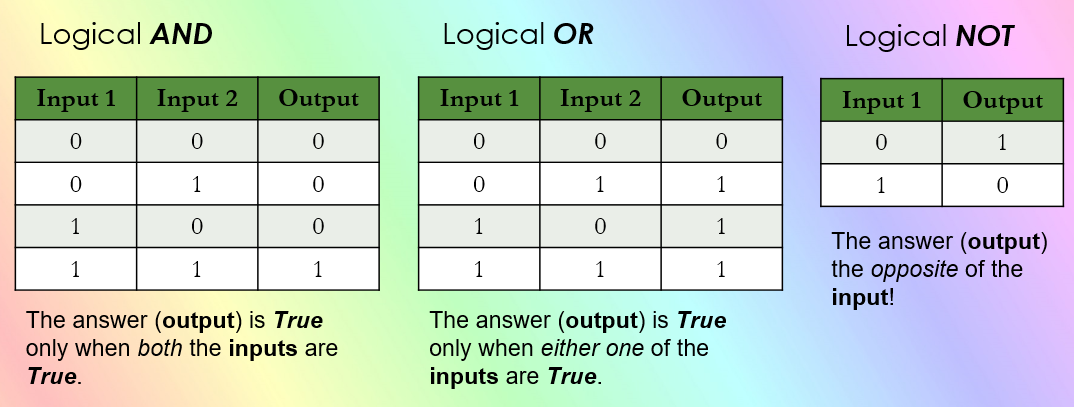 Logical AND
Input 1 Input 2 Output
0 0 0
0 1 0
1 0 0
1 1 1
The answer (output) is True
only when both the inputs are
True.
Logical OR
Input 1 Input 2 Output
0 0 0
0 1 1
1 0 1
1 1 1
The answer (output) is True
only when either one of the
inputs are True.
Logical NOT
Input 1 Output
0 1
1 0
The answer (output)
the opposite of the
input!